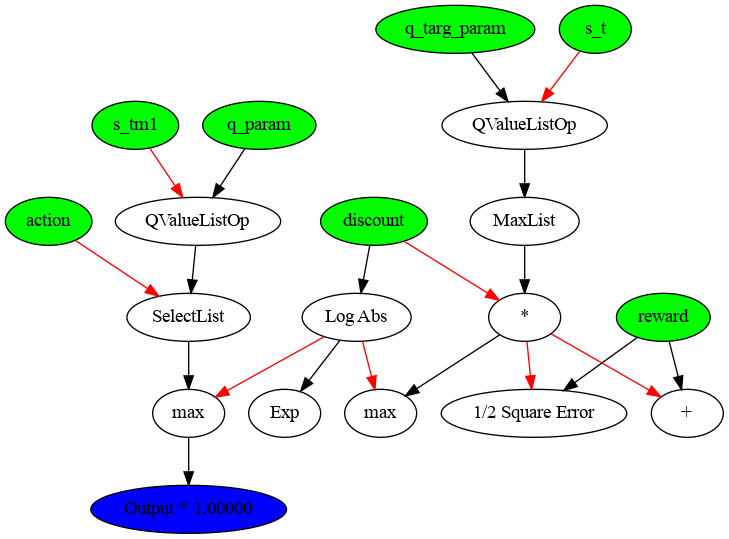 q_targ_param
s_t
s_tm1
q_param
QValueListOp
action
QValueListOp
discount
MaxList
SelectList
Log Abs
*
reward
max
Exp
max
1/2 Square Error
+
Output * 1.00000